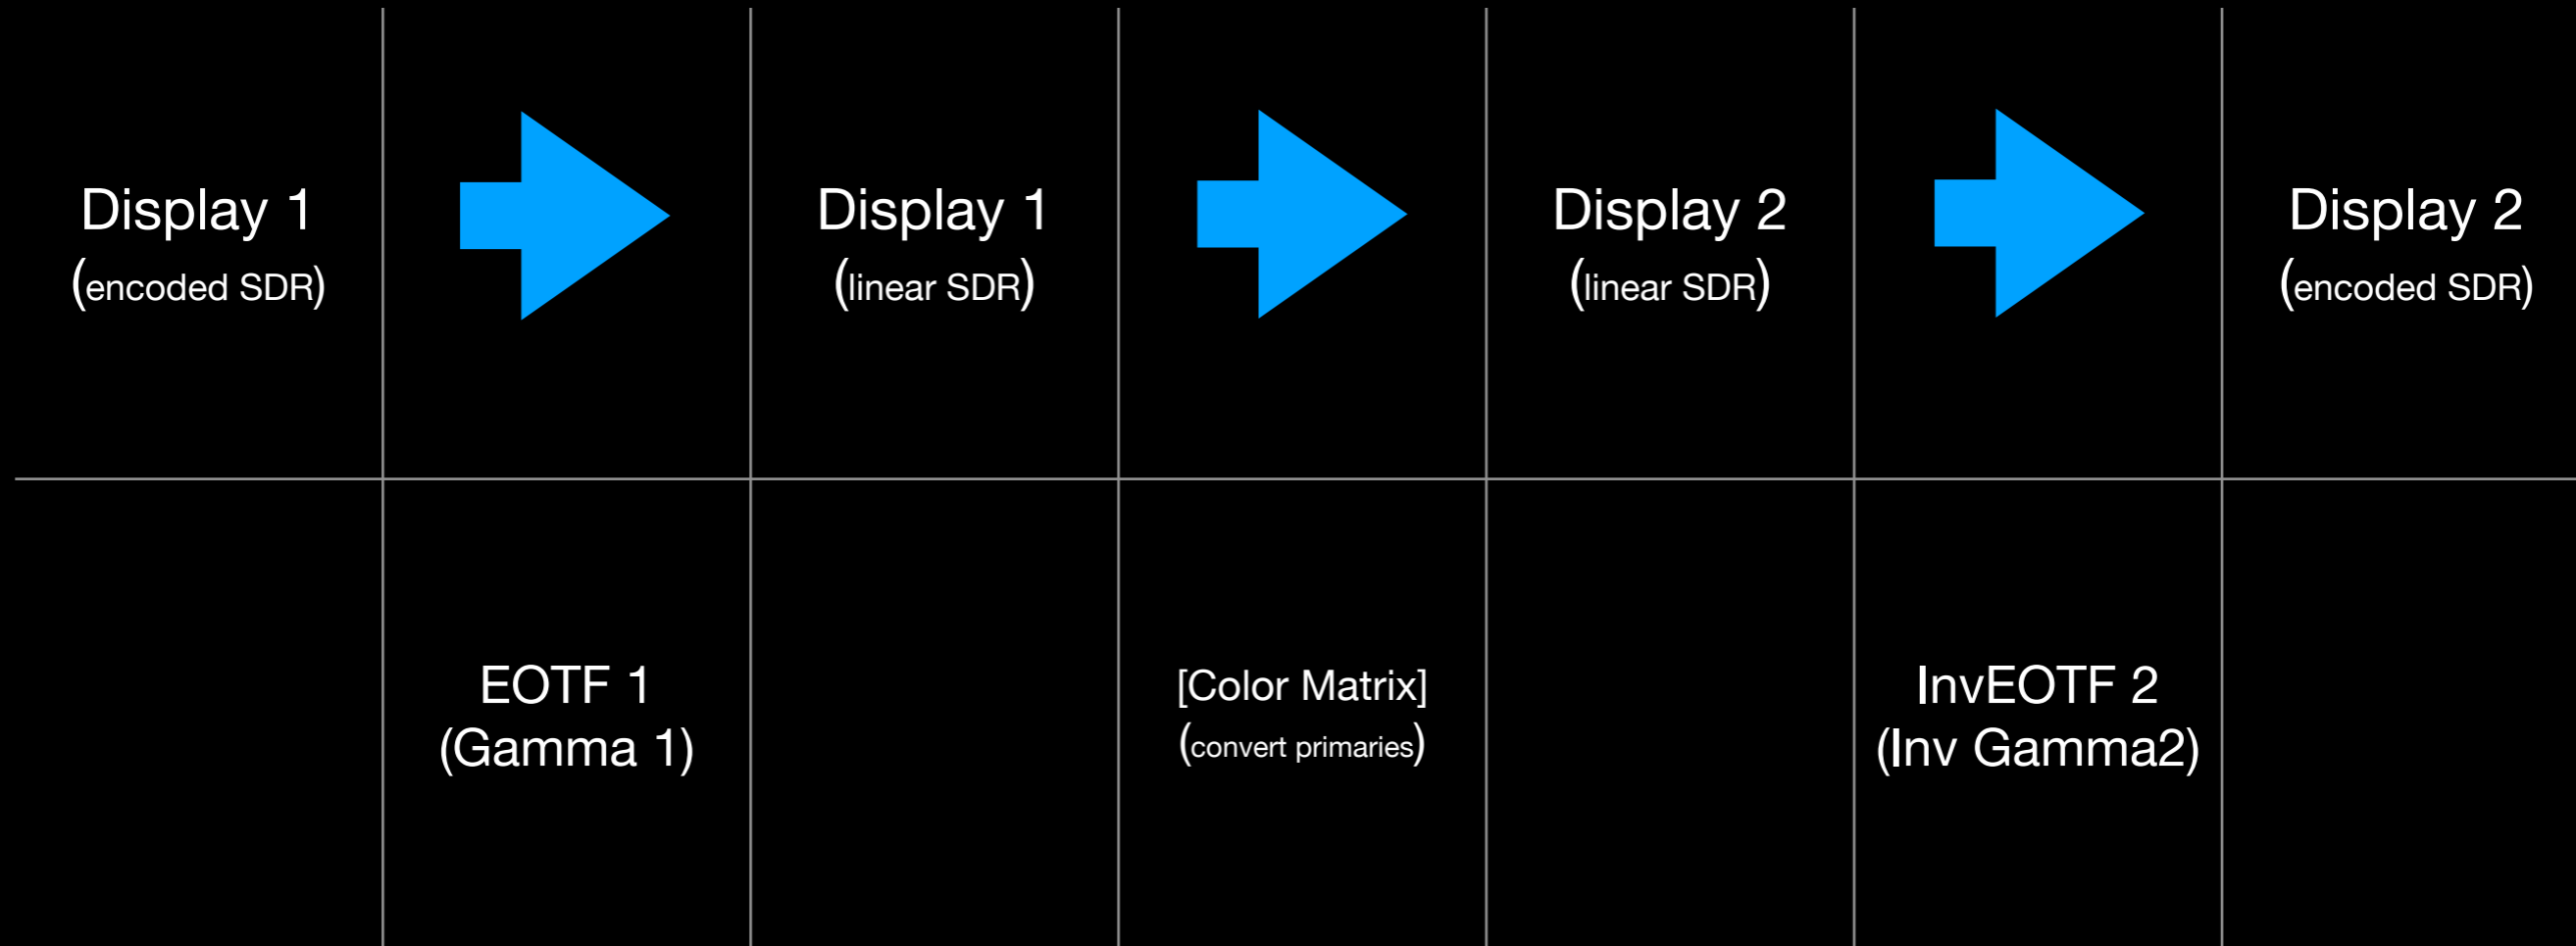 Display 1
(encoded SDR)
Display 1
(linear SDR)
Display 2
(linear SDR)
Display 2
(encoded SDR)
EOTF 1
(Gamma 1)
[Color Matrix]
(convert primaries)
InvEOTF 2
(Inv Gamma2)